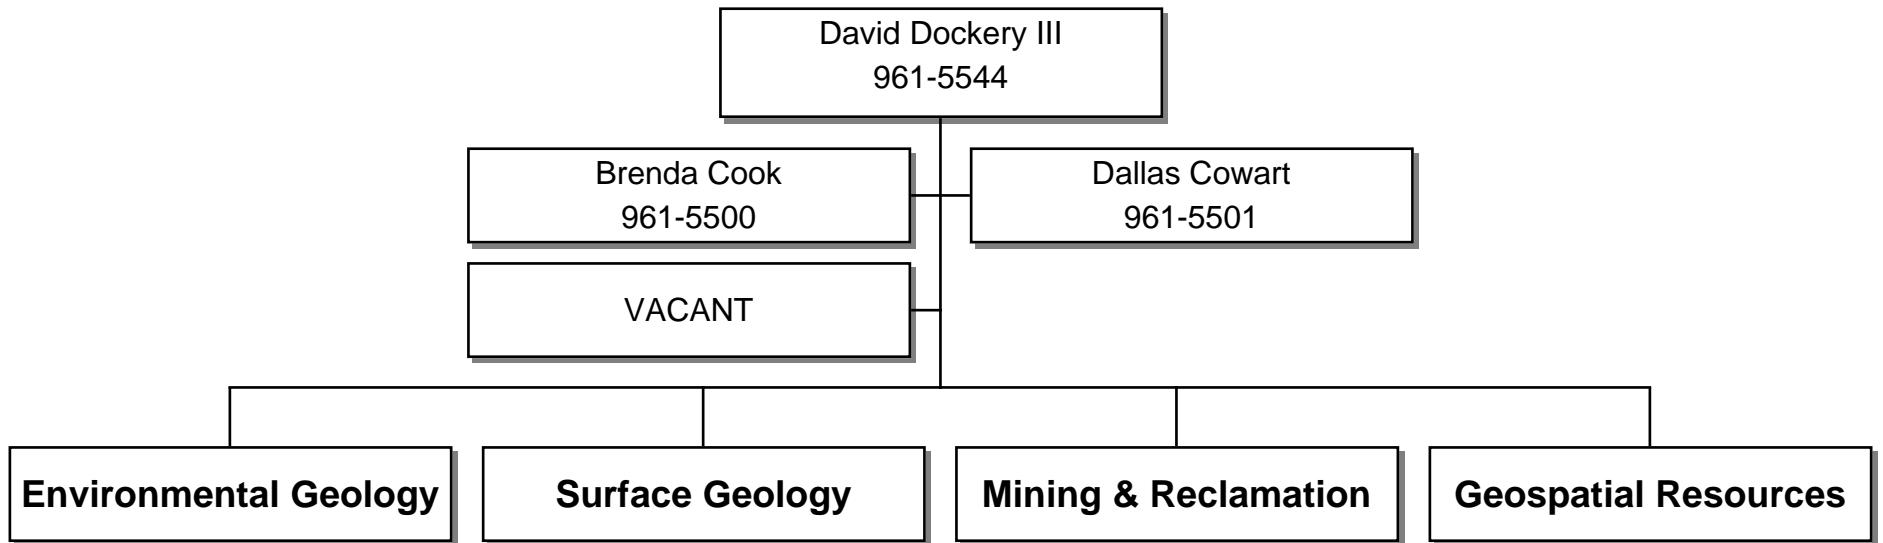 David Dockery III
961-5544
Brenda Cook
961-5500
Dallas Cowart
961-5501
VACANT
Environmental Geology
Surface Geology
Mining & Reclamation
Geospatial Resources